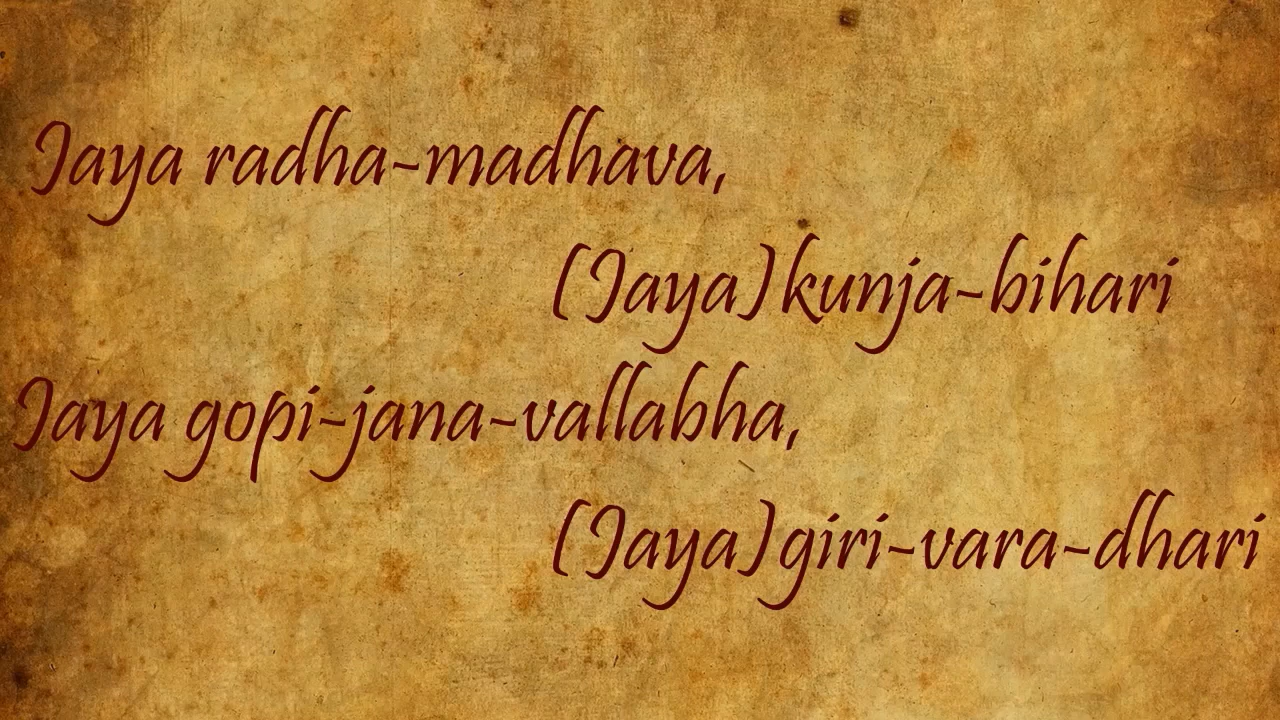 Jaya radha-madhava,
(Jaya)kunja-bihari
Jaya gopi-jana-vallabha,
(Jaya)giri-vara-dhari